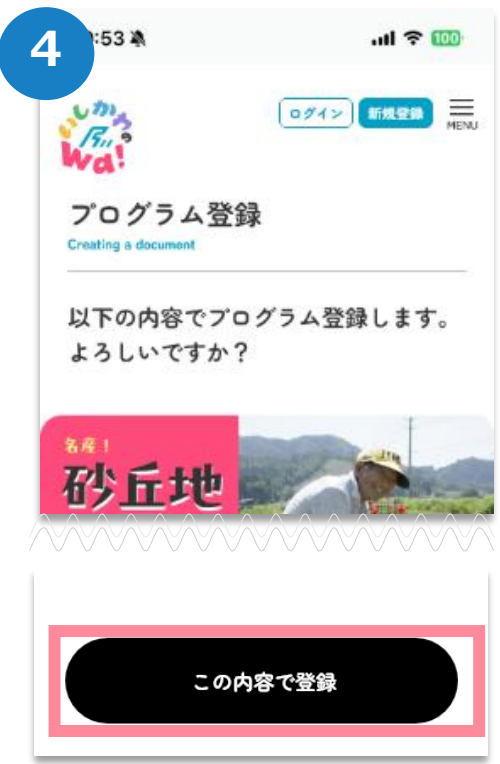 4
:53
100
いしかわの
Wa!
ログイン
新規登録
MENU
プログラム登録
Creating a document
以下の内容でプログラム登録します。
よろしいですか？
名産！
砂丘地
この内容で登録